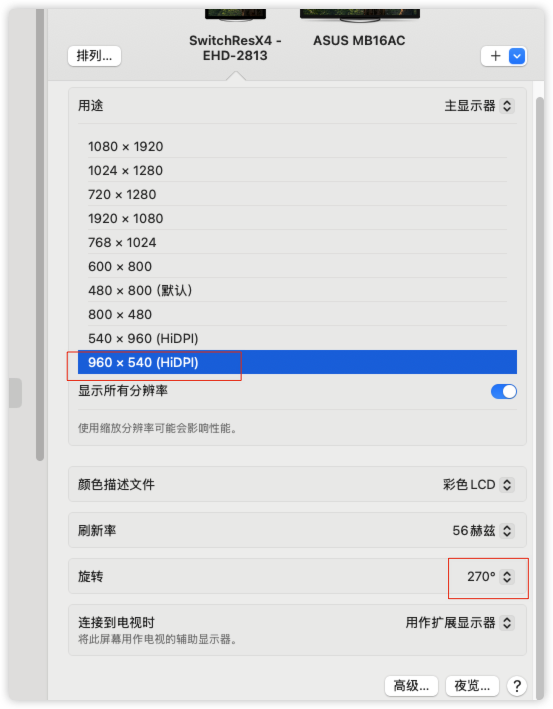 SwitchResX4 -
EHD-2813
ASUS MB16AC
排列...
+
用途
主显示器
1080 × 1920
1024 × 1280
720 × 1280
1920 × 1080
768 × 1024
600 × 800
480 × 800 (默认)
800 × 480
540 × 960 (HiDPI)
960 × 540 (HiDPI)
显示所有分辨率
使用缩放分辨率可能会影响性能。
颜色描述文件
彩色LCD
刷新率
56赫兹
旋转
270°
连接到电视时
用作扩展显示器
将此屏幕用作电视的辅助显示器。
高级...
夜览...
?